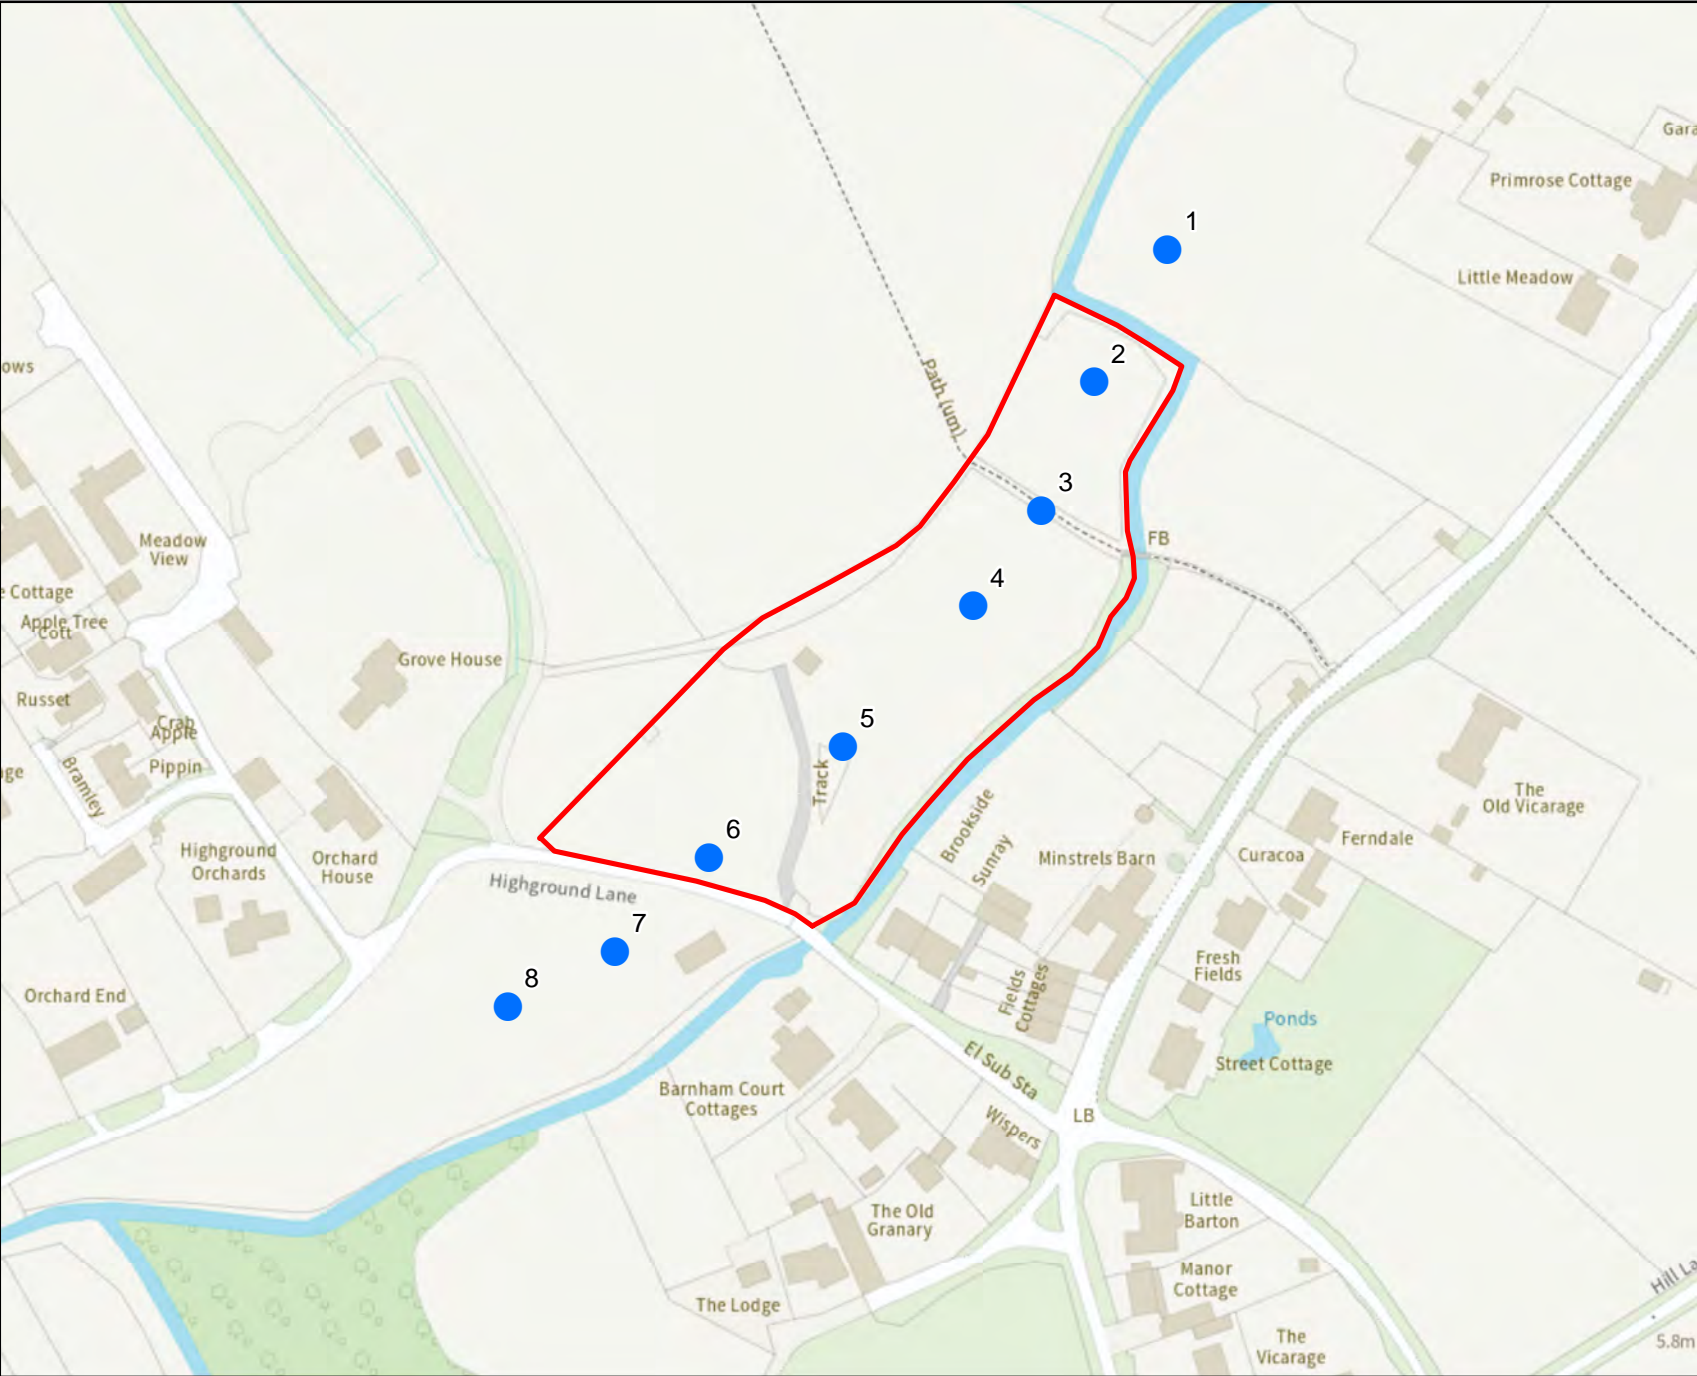 Gara
Primrose Cottage
1
Little Meadow
2
ows
Path (um)
3
FB
Meadow
View
4
e Cottage
Apple Tree
Cott
Grove House
Russet
Crab
Apple
5
Pippin
age
Bramley
Track
The
Old Vicarage
Brookside
6
Ferndale
Sunray
Minstrels Barn
Curacoa
Highground
Orchards
Orchard
House
Highground Lane
7
Fresh
Fields
8
Orchard End
Fields
Cottages
Ponds
El Sub Sta
Street Cottage
Barnham Court
Cottages
LB
Wispers
Little
Barton
The Old
Granary
Manor
Cottage
Hill La
The Lodge
The
Vicarage
5.8m